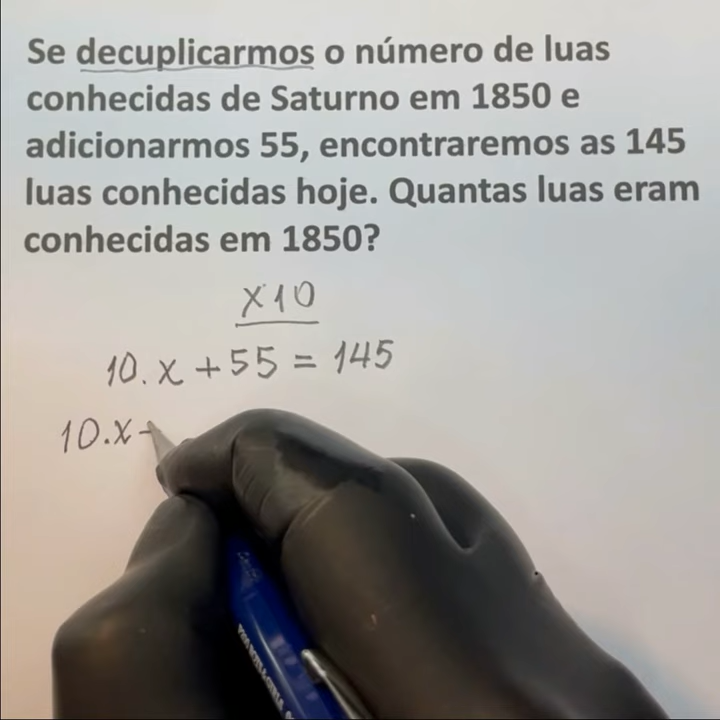 Se decuplicarmos o número de luas
conhecidas de Saturno em 1850 e
adicionarmos 55, encontraremos as 145
luas conhecidas hoje. Quantas luas eram
conhecidas em 1850?
X10
10.x + 55 = 145
10.x -